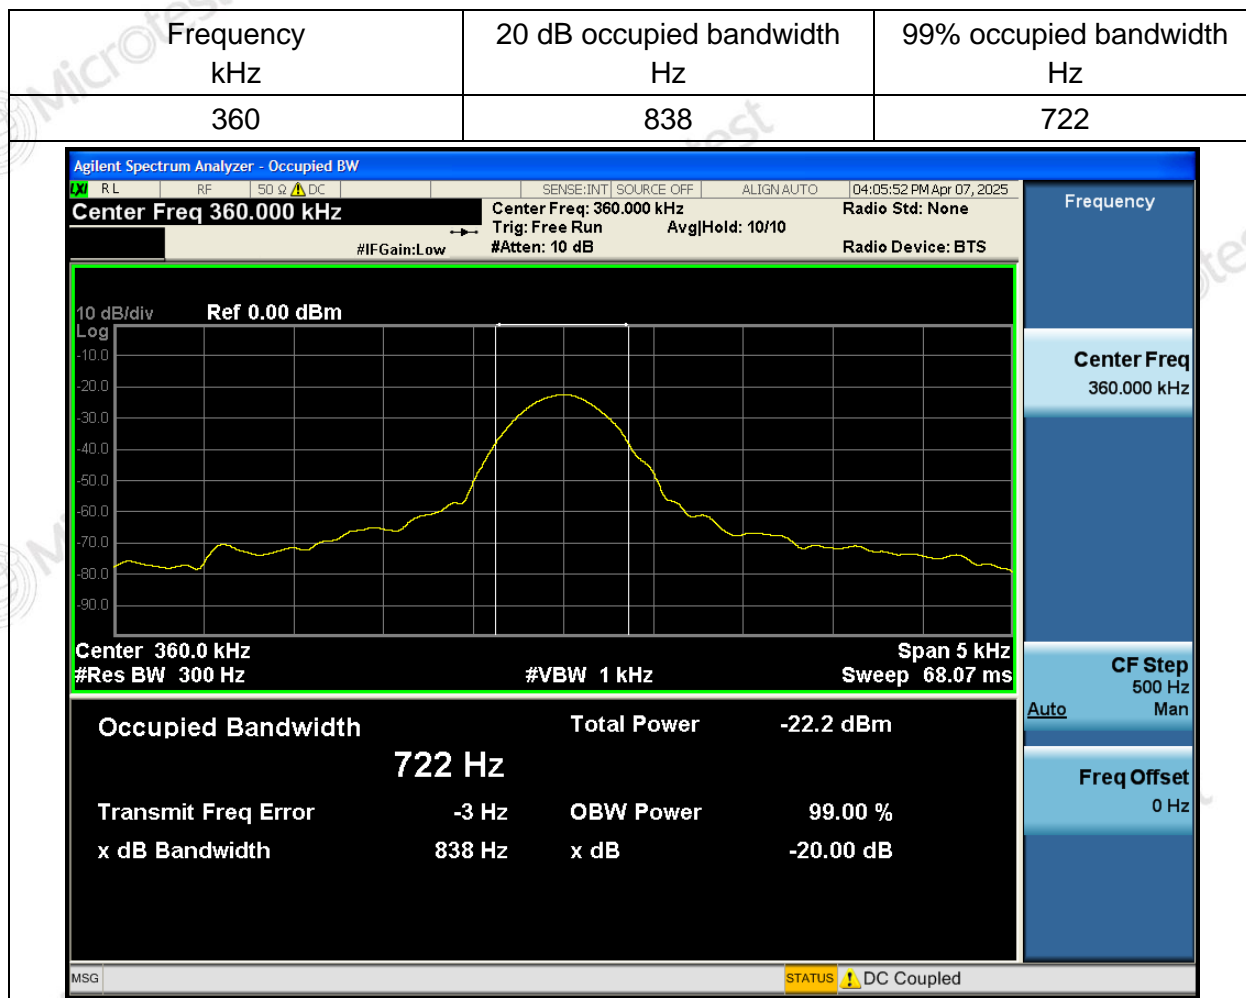 Frequency
kHz
20 dB occupied bandwidth
Hz
99% occupied bandwidth
Hz
360
838
722
Microtest
Agilent Spectrum Analyzer - Occupied BW
LXI RL RF 50 Ω DC SENSE:INT SOURCE OFF ALIGN AUTO 04:05:52 PM Apr 07, 2025
Center Freq 360.000 kHz
Center Freq: 360.000 kHz
Radio Std: None
Trig: Free Run Avg|Hold: 10/10
#IFGain:Low #Atten: 10 dB
Radio Device: BTS
10 dB/div Ref 0.00 dBm
Log
-10.0
-20.0
-30.0
-40.0
-50.0
-60.0
-70.0
-80.0
-90.0
Center 360.0 kHz Span 5 kHz
#Res BW 300 Hz #VBW 1 kHz Sweep 68.07 ms
Occupied Bandwidth Total Power -22.2 dBm
722 Hz
Transmit Freq Error -3 Hz OBW Power 99.00 %
x dB Bandwidth 838 Hz x dB -20.00 dB
Frequency
Center Freq
360.000 kHz
CF Step
500 Hz
Auto Man
Freq Offset
0 Hz
MSG STATUS DC Coupled